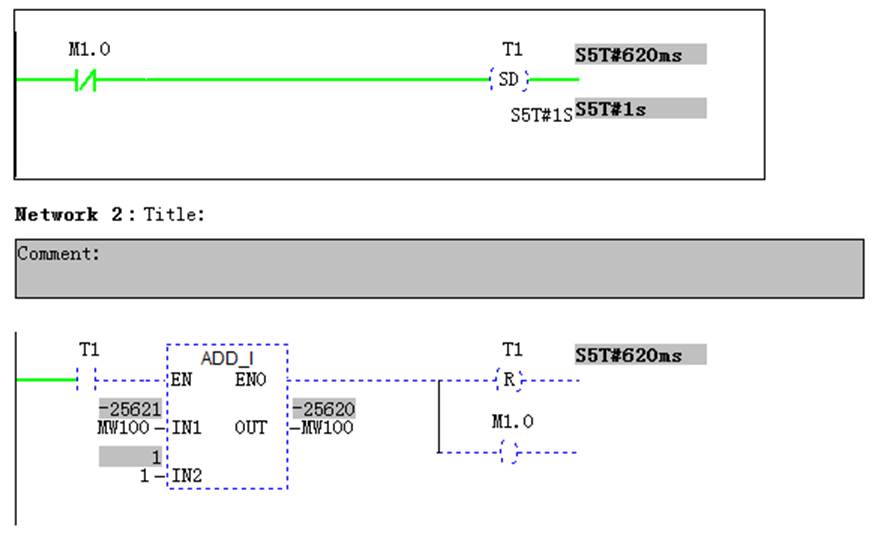 M1.0 T1 S5T#620ms
SD
S5T#1S S5T#1s
Network 2: Title:
Comment:
T1 ADD_I T1 S5T#620ms
EN ENO R
-25621 -25620
MW100 IN1 OUT MW100 M1.0
1
1 IN2